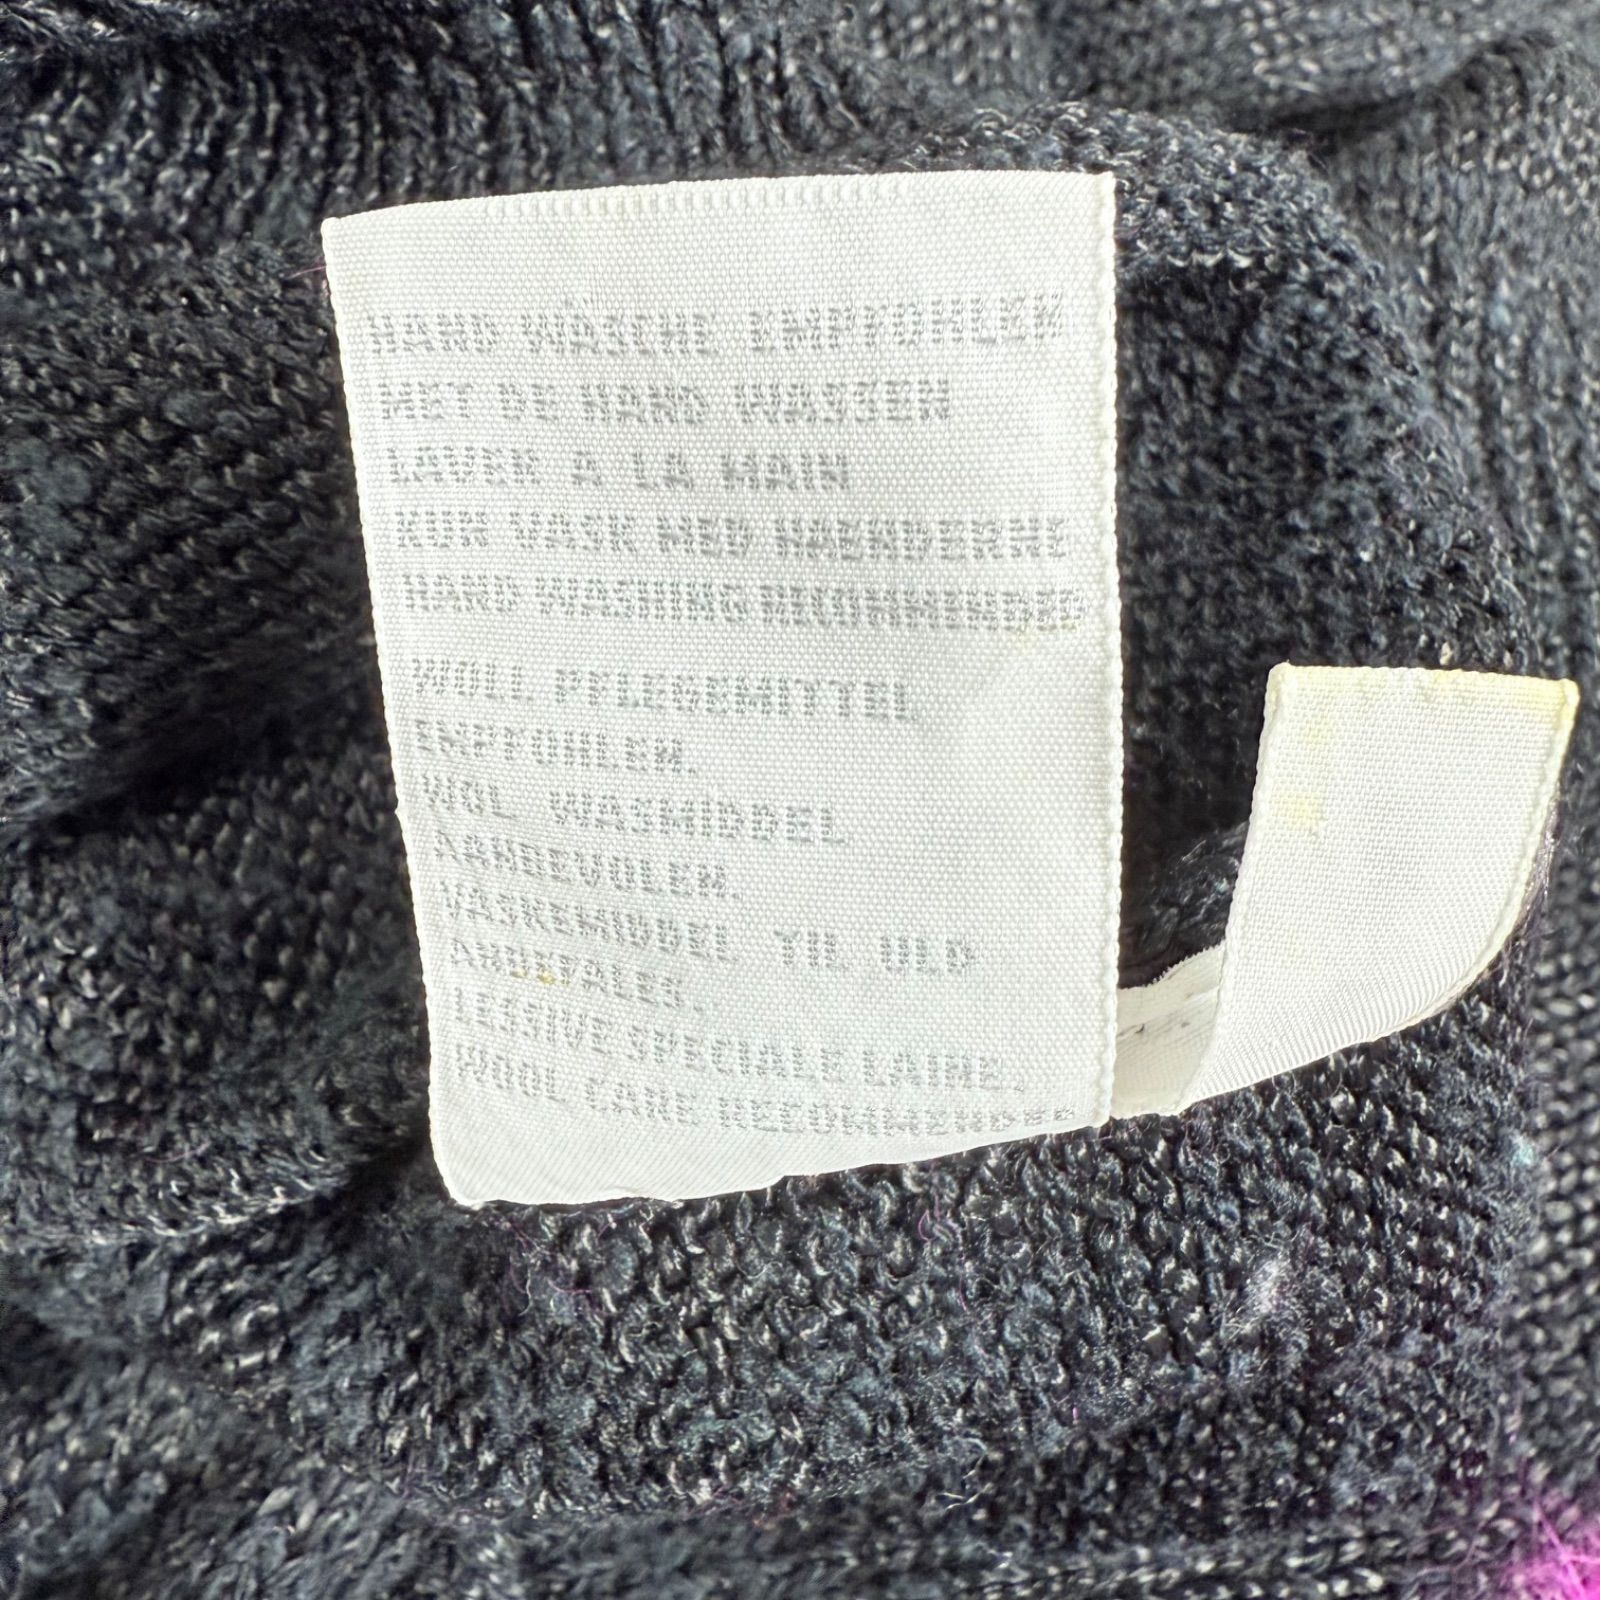 HAND WÄSCHE EMPFOHLEN
MET DE HAND WASSEN
LAVER A LA MAIN
KUN VASK MED HAENDERNE
HAND WASHING RECOMMENDED
WOLL PFLEGEMITTEL
EMPFOHLEN.
WOL WASMIDDEL
AANBEVOLEN.
VASKEMIDDEL TIL ULD
ANBEFALES.
LESSIVE SPECIALE LAINE.
WOOL CARE RECOMMENDED